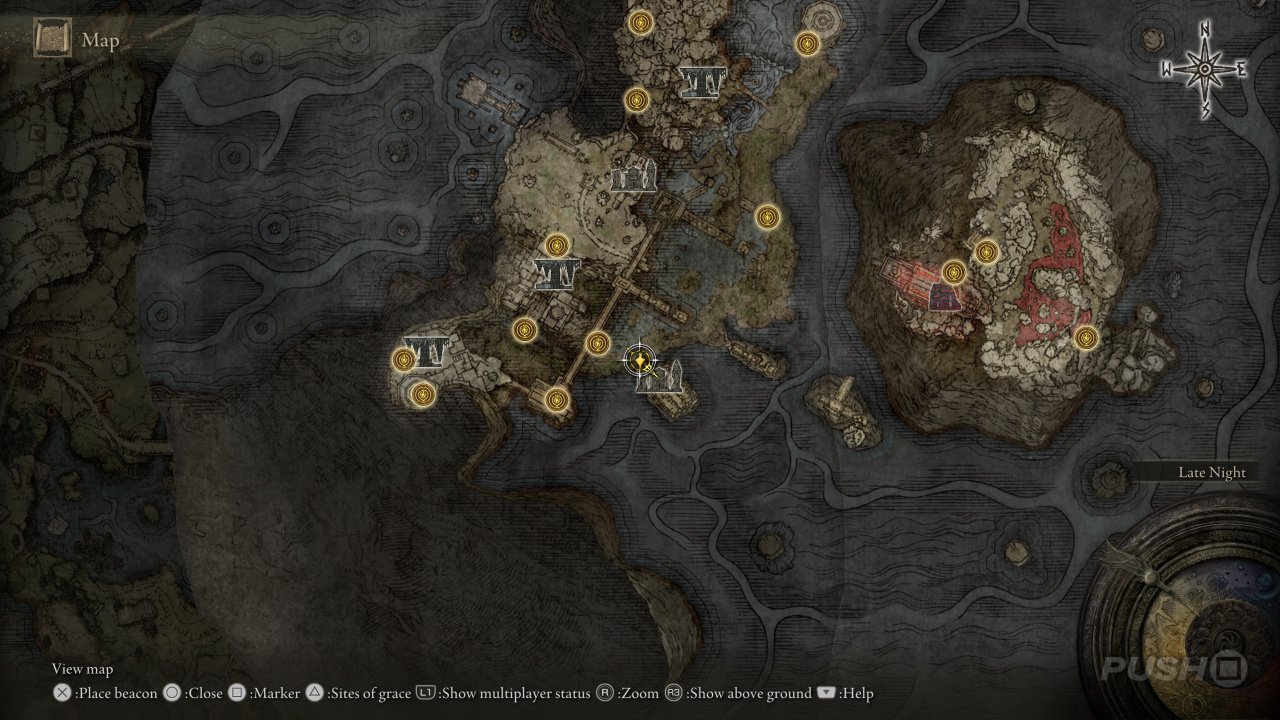 Map
N
W E
S
Late Night
View map
:Place beacon :Close :Marker :Sites of grace L1 :Show multiplayer status R :Zoom R3 :Show above ground :Help
PUSH